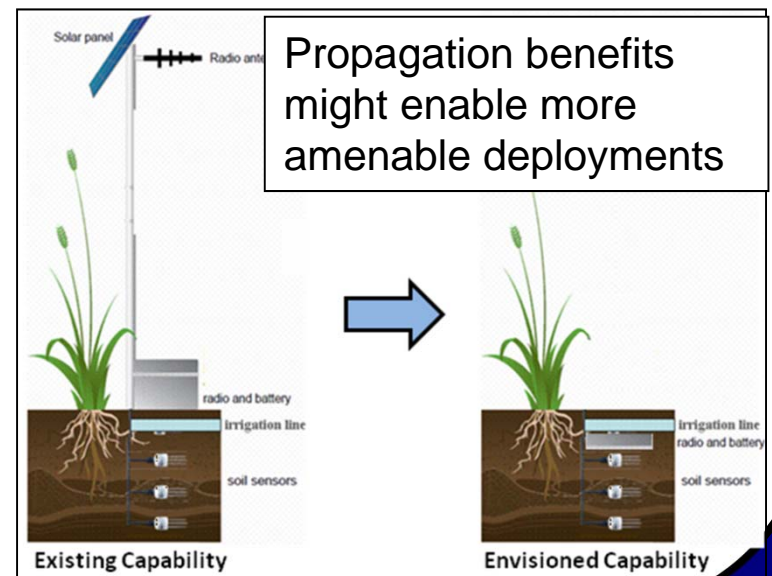 Solar panel
Radio ante
Propagation benefits
might enable more
amenable deployments
radio and battery
irrigation line
soil sensors
Existing Capability
irrigation line
radio and battery
soil sensors
Envisioned Capability